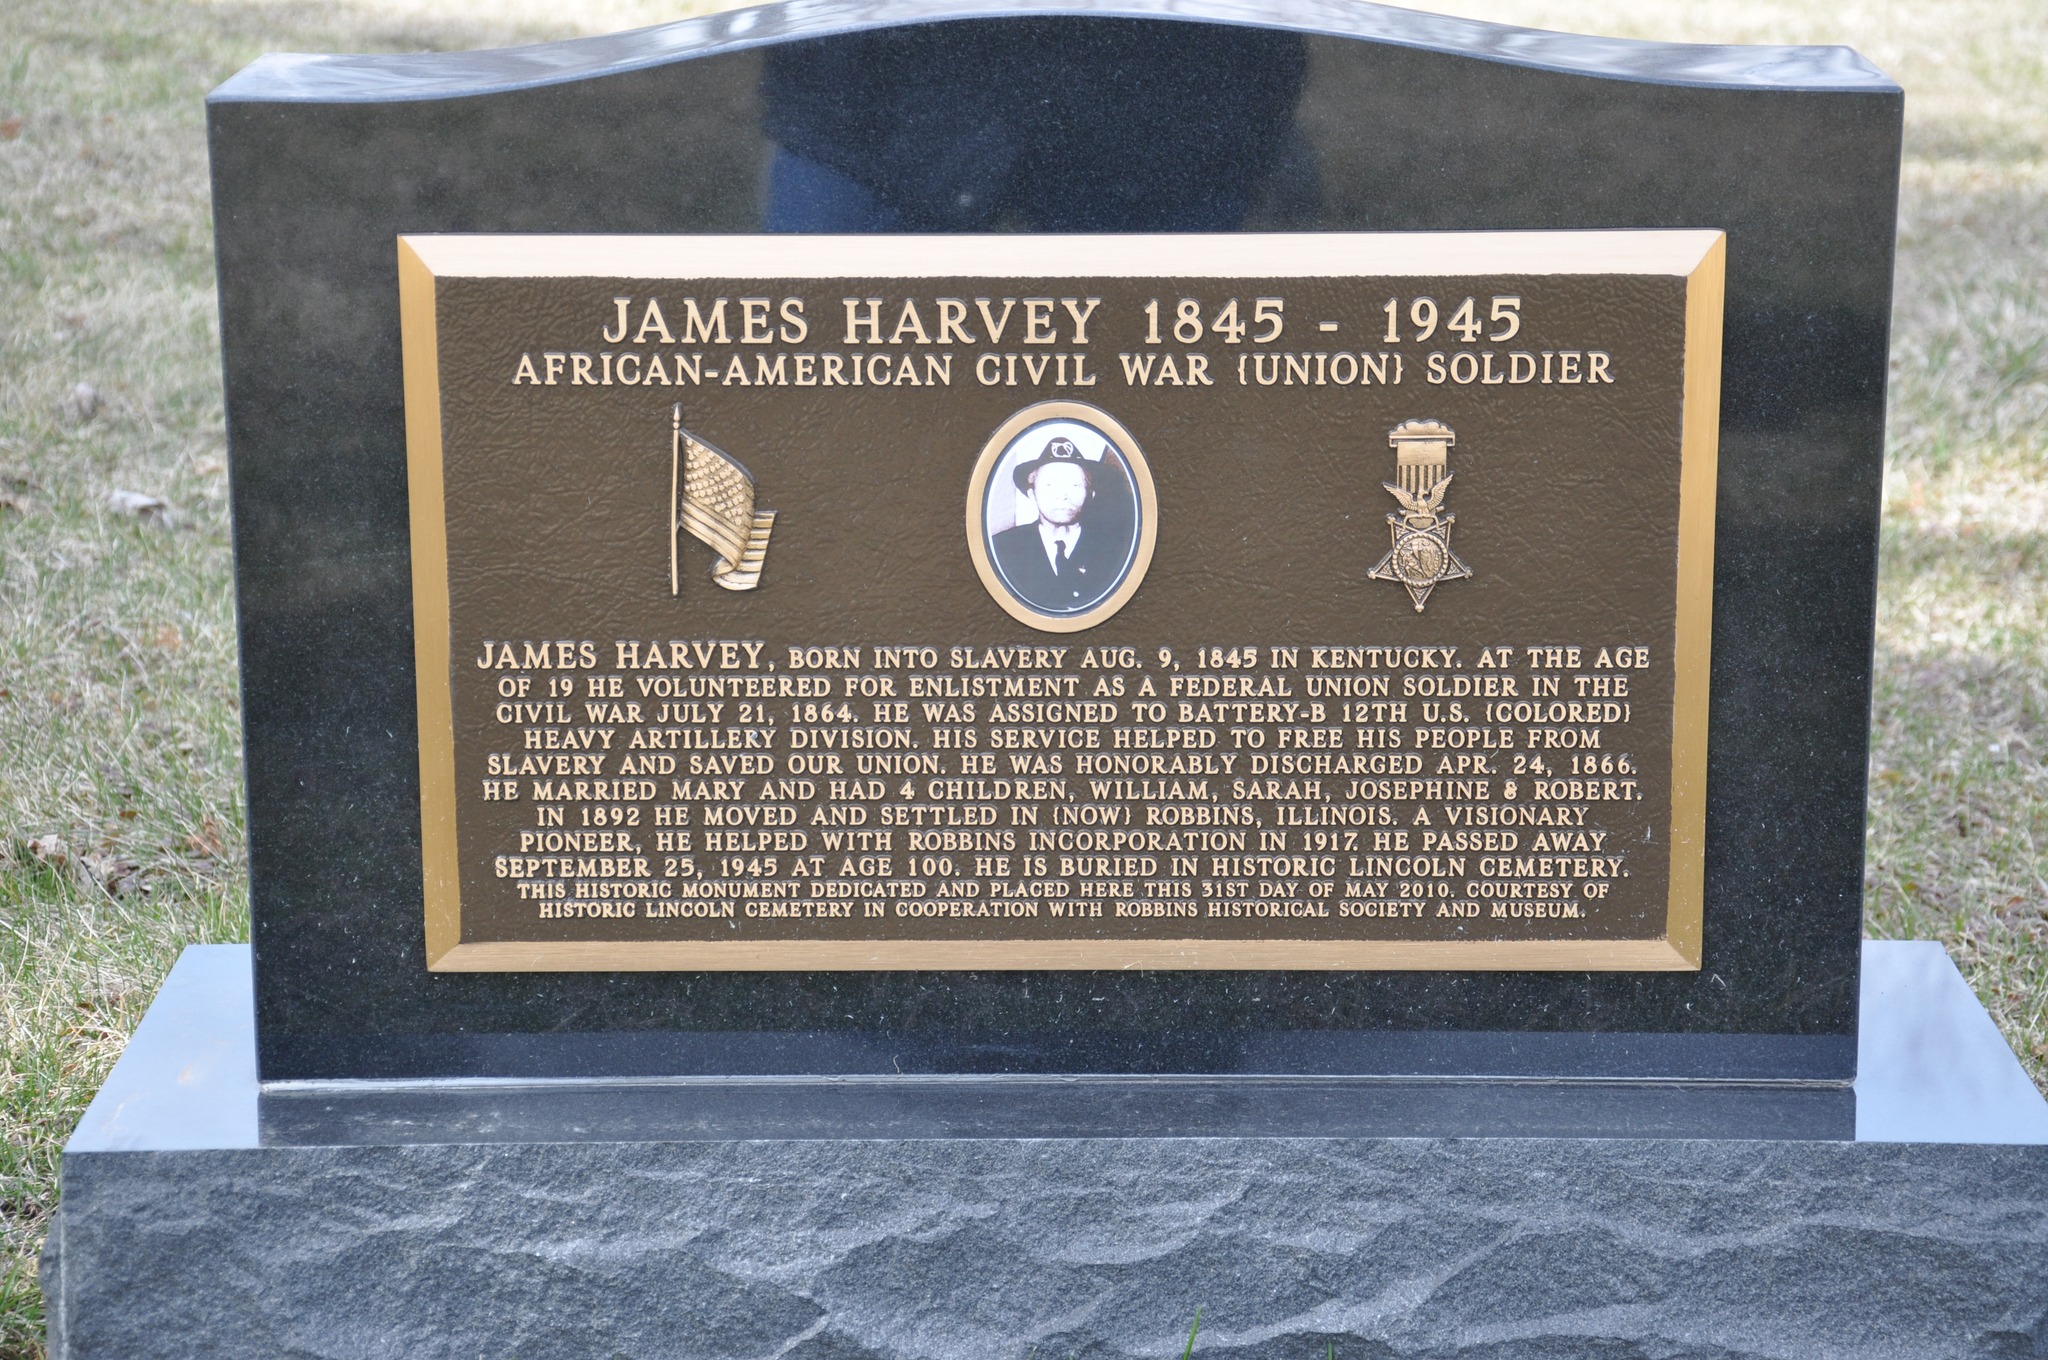 JAMES HARVEY 1845 - 1945
AFRICAN-AMERICAN CIVIL WAR {UNION} SOLDIER
JAMES HARVEY, BORN INTO SLAVERY AUG. 9, 1845 IN KENTUCKY. AT THE AGE
OF 19 HE VOLUNTEERED FOR ENLISTMENT AS A FEDERAL UNION SOLDIER IN THE
CIVIL WAR JULY 21, 1864. HE WAS ASSIGNED TO BATTERY-B 12TH U.S. {COLORED}
HEAVY ARTILLERY DIVISION. HIS SERVICE HELPED TO FREE HIS PEOPLE FROM
SLAVERY AND SAVED OUR UNION. HE WAS HONORABLY DISCHARGED APR. 24, 1866.
HE MARRIED MARY AND HAD 4 CHILDREN, WILLIAM, SARAH, JOSEPHINE & ROBERT.
IN 1892 HE MOVED AND SETTLED IN {NOW} ROBBINS, ILLINOIS. A VISIONARY
PIONEER, HE HELPED WITH ROBBINS INCORPORATION IN 1917. HE PASSED AWAY
SEPTEMBER 25, 1945 AT AGE 100. HE IS BURIED IN HISTORIC LINCOLN CEMETERY.
THIS HISTORIC MONUMENT DEDICATED AND PLACED HERE THIS 31ST DAY OF MAY 2010. COURTESY OF
HISTORIC LINCOLN CEMETERY IN COOPERATION WITH ROBBINS HISTORICAL SOCIETY AND MUSEUM.